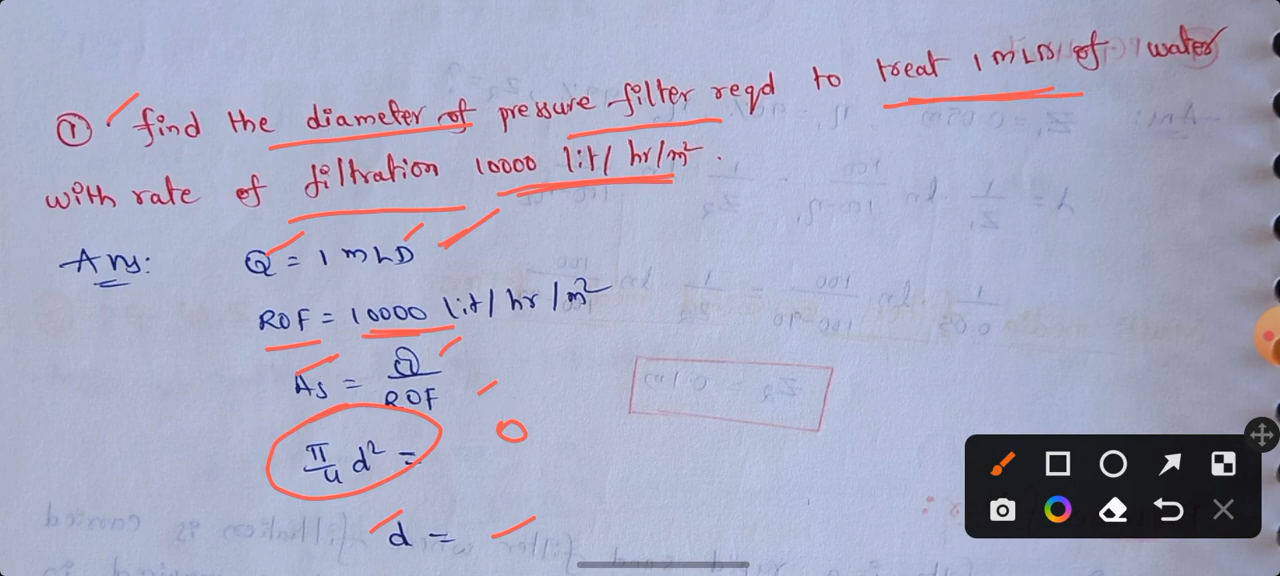 ① find the diameter of pressure filter reqd to treat 1 MLD of water
with rate of filtration 10000 lit/hr/m².
Ans: Q = 1 MLD
ROF = 10000 lit/hr/m²
As = Q/ROF
π/4 d² =
d =